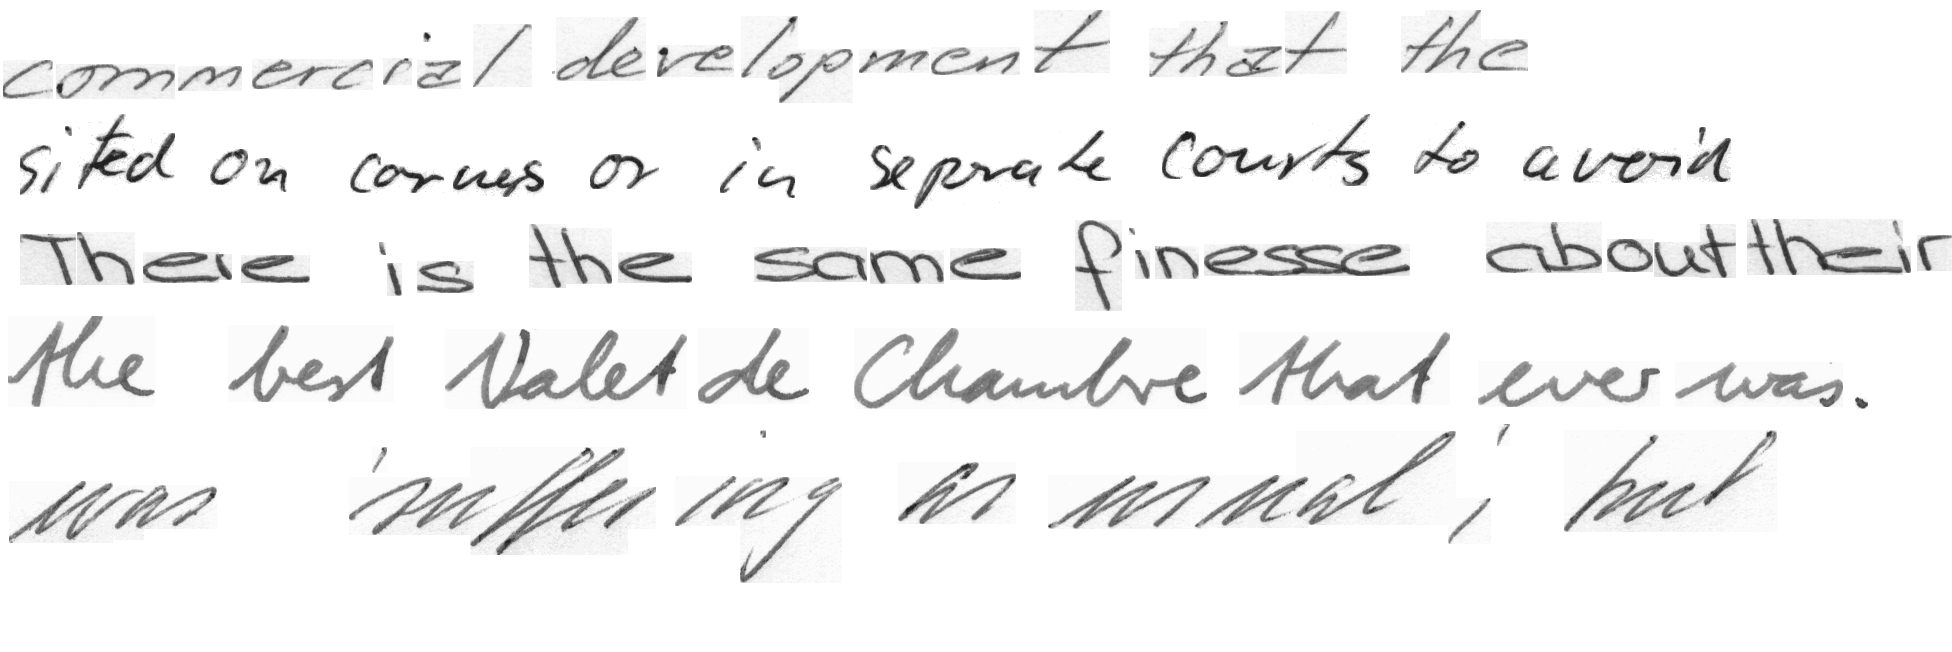 commercial development that the
sited on corners or in separate courts to avoid
There is the same finesse about their
the best Valet de Chambre that ever was.
was suffering as usual ; but